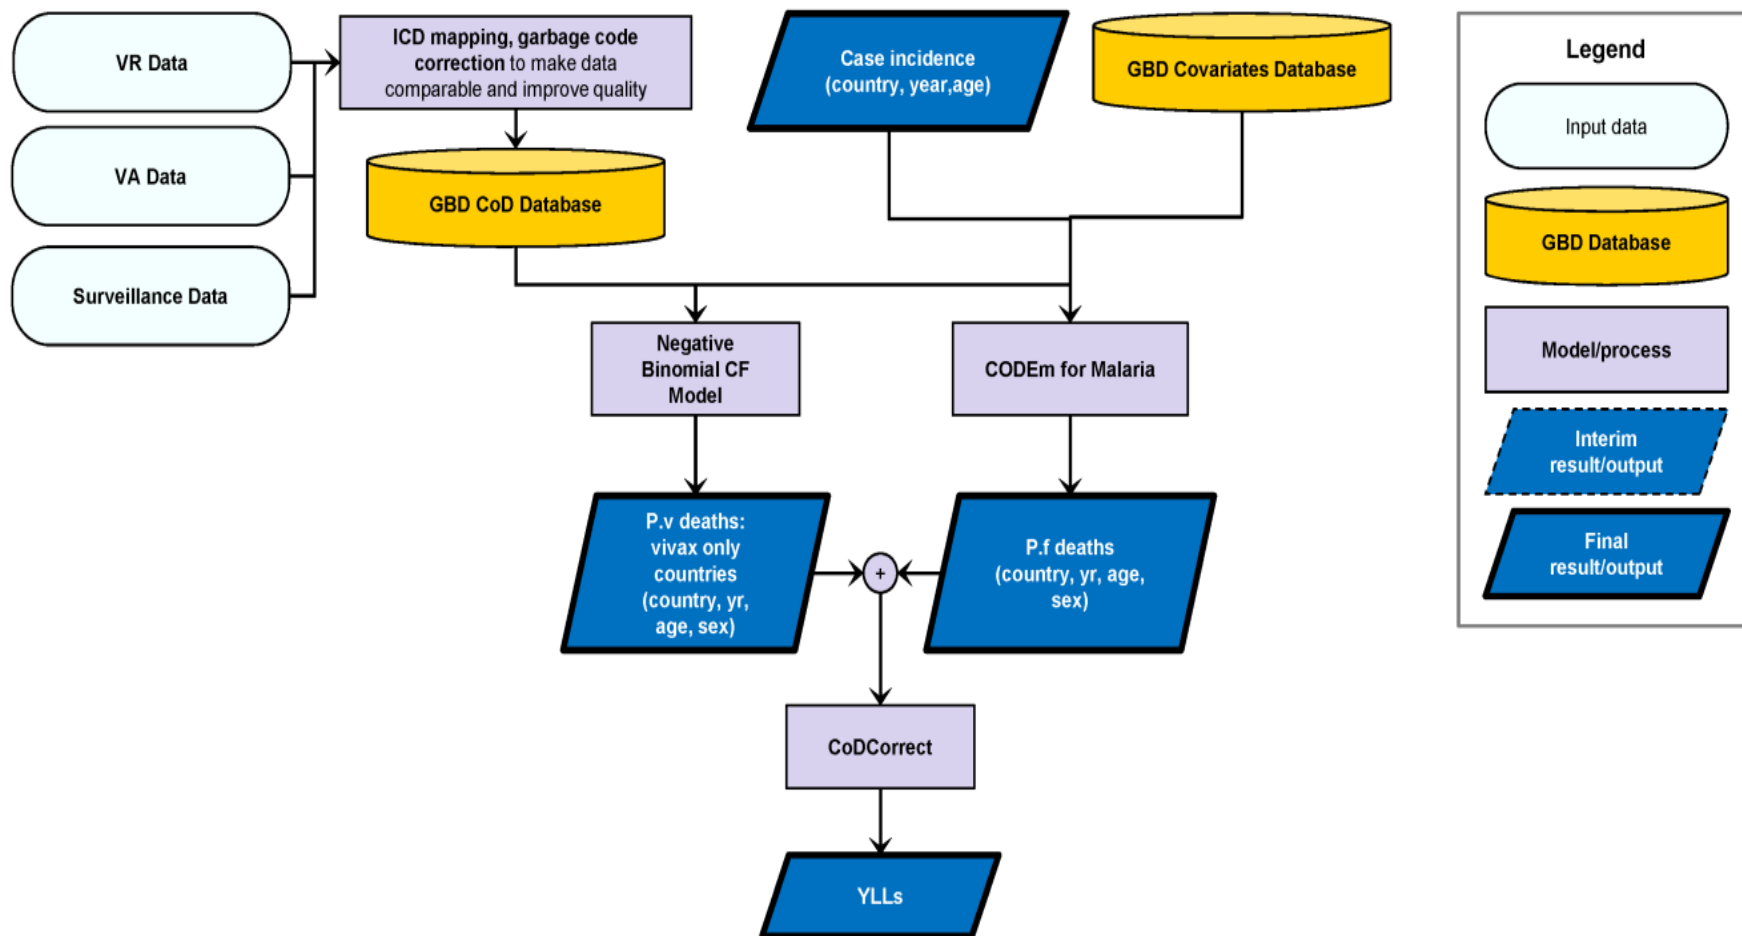 VR Data
VA Data
Surveillance Data
ICD mapping, garbage code
correction to make data
comparable and improve quality
GBD CoD Database
Case incidence
(country, year,age)
GBD Covariates Database
Negative
Binomial CF
Model
CODEm for Malaria
P.v deaths:
vivax only
countries
(country, yr,
age, sex)
+
P.f deaths
(country, yr, age,
sex)
CoDCorrect
YLLs
Legend
Input data
GBD Database
Model/process
Interim
result/output
Final
result/output